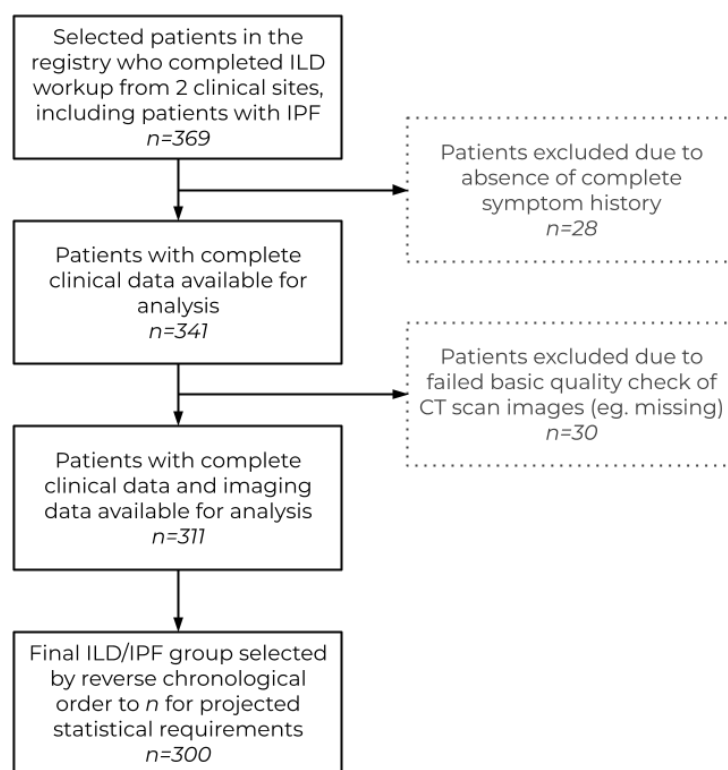 Selected patients in the
registry who completed ILD
workup from 2 clinical sites,
including patients with IPF
n=369
Patients excluded due to
absence of complete
symptom history
n=28
Patients with complete
clinical data available for
analysis
n=341
Patients excluded due to
failed basic quality check of
CT scan images (eg. missing)
n=30
Patients with complete
clinical data and imaging
data available for analysis
n=311
Final ILD/IPF group selected
by reverse chronological
order to n for projected
statistical requirements
n=300